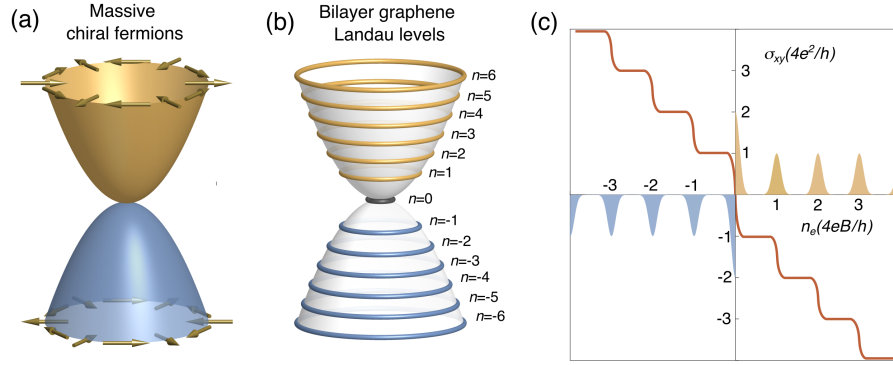 (a)
Massive
chiral fermions
(b)
Bilayer graphene
Landau levels
n=6
n=5
n=4
n=3
n=2
n=1
n=0
n=-1
n=-2
n=-3
n=-4
n=-5
n=-6
(c)
σxy(4e²/h)
3
2
1
-3 -2 -1
1 2 3
ne(4eB/h)
-1
-2
-3